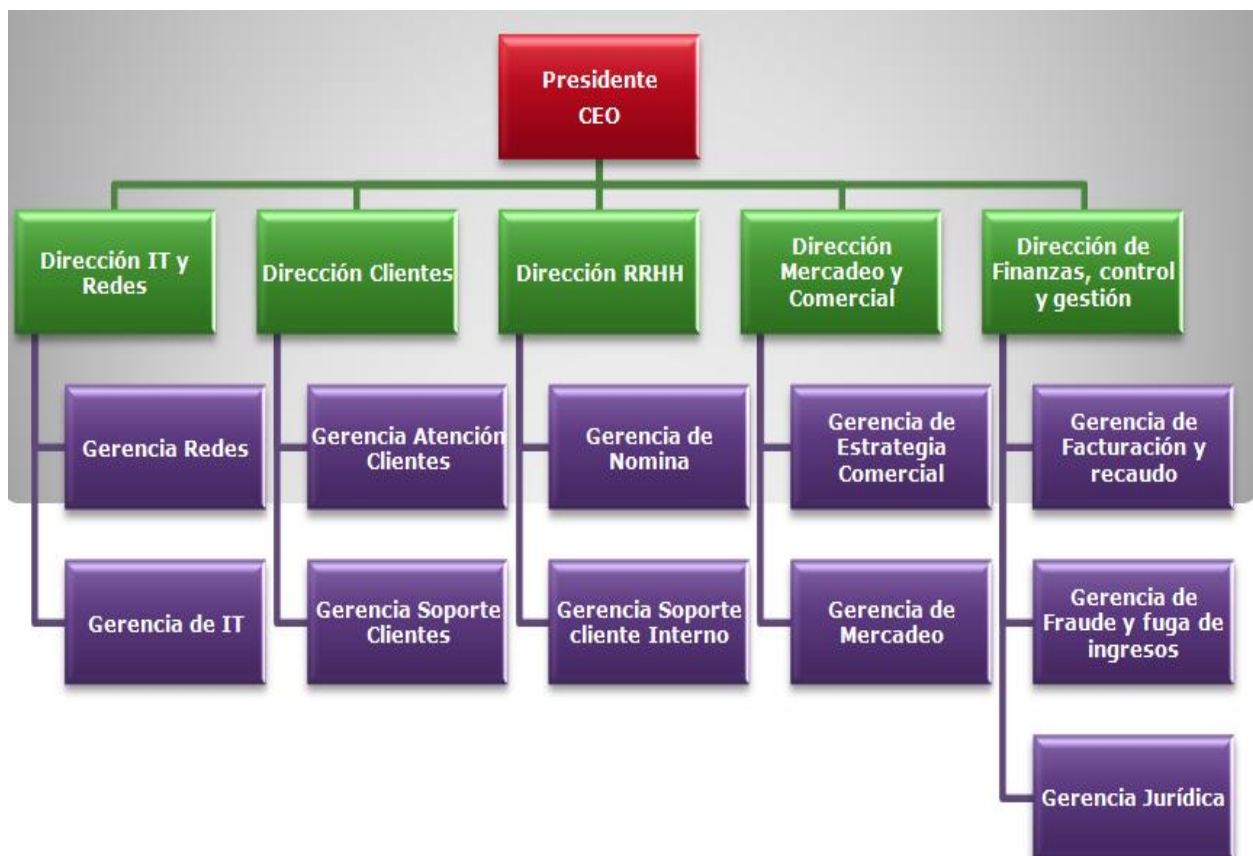 Presidente
CEO
Dirección IT y
Redes
Dirección Clientes
Dirección RRHH
Dirección
Mercadeo y
Comercial
Dirección de
Finanzas, control
y gestión
Gerencia Redes
Gerencia Atención
Clientes
Gerencia de
Nomina
Gerencia de
Estrategia
Comercial
Gerencia de
Facturación y
recaudo
Gerencia de IT
Gerencia Soporte
Clientes
Gerencia Soporte
cliente Interno
Gerencia de
Mercadeo
Gerencia de
Fraude y fuga de
ingresos
Gerencia Jurídica